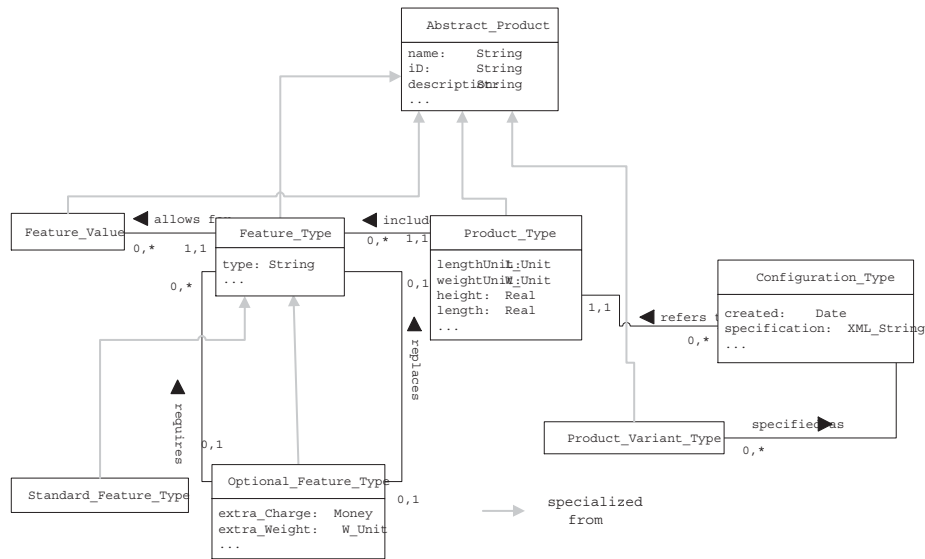 Abstract_Product
name: String
iD: String
description: String
...
Feature_Value
allows for
0,*
1,1
Feature_Type
type: String
...
includ
0,*
1,1
Product_Type
lengthUnit: L_Unit
weightUnit: W_Unit
height: Real
length: Real
...
Configuration_Type
created: Date
specification: XML_String
...
1,1
refers t
0,*
0,*
0,1
replaces
requires
0,1
0,1
specified as
0,*
Product_Variant_Type
Standard_Feature_Type
Optional_Feature_Type
extra_Charge: Money
extra_Weight: W_Unit
...
specialized
from